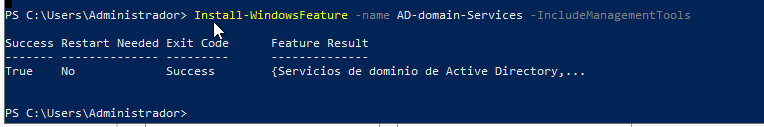 PS C:\Users\Administrador> Install-WindowsFeature -name AD-domain-Services -IncludeManagementTools
Success Restart Needed Exit Code      Feature Result
------- -------------- ---------      --------------
True    No             Success        {Servicios de dominio de Active Directory,...
PS C:\Users\Administrador>